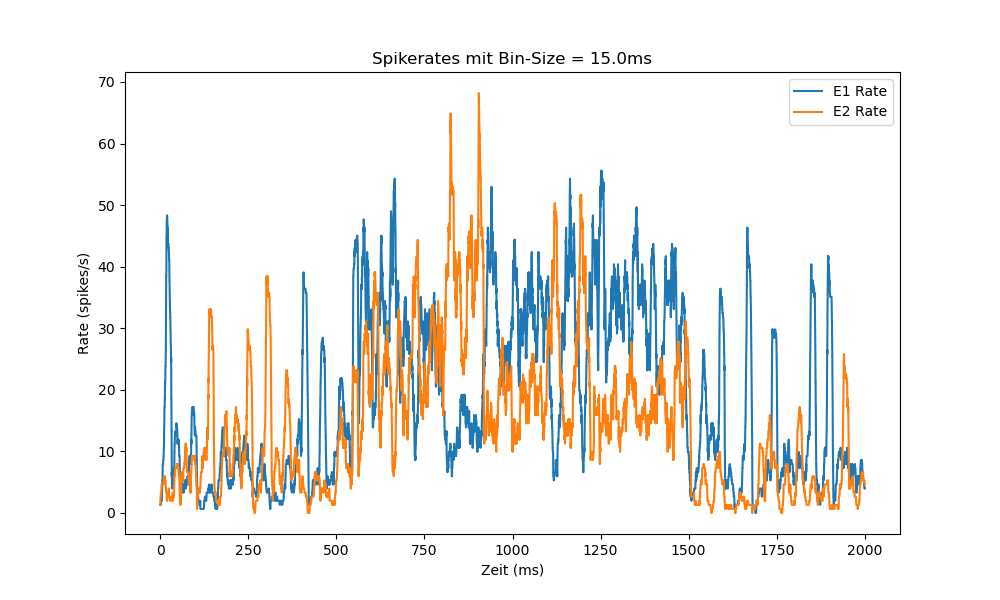 Spikerates mit Bin-Size = 15.0ms
E1 Rate
E2 Rate
Rate (spikes/s)
70
60
50
40
30
20
10
0
0 250 500 750 1000 1250 1500 1750 2000
Zeit (ms)